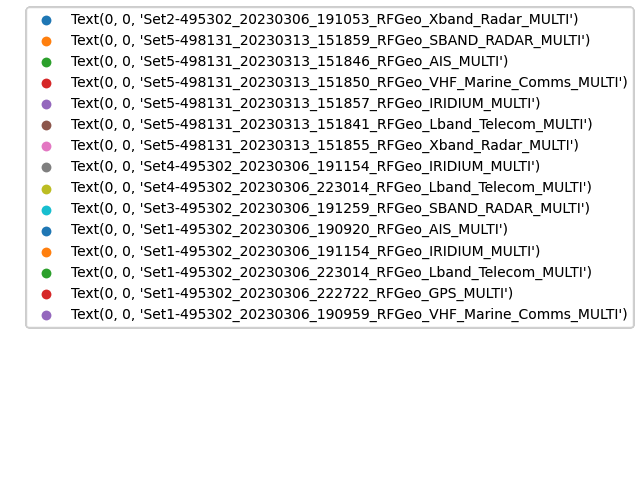 Text(0, 0, 'Set2-495302_20230306_191053_RFGeo_Xband_Radar_MULTI')
Text(0, 0, 'Set5-498131_20230313_151859_RFGeo_SBAND_RADAR_MULTI')
Text(0, 0, 'Set5-498131_20230313_151846_RFGeo_AIS_MULTI')
Text(0, 0, 'Set5-498131_20230313_151850_RFGeo_VHF_Marine_Comms_MULTI')
Text(0, 0, 'Set5-498131_20230313_151857_RFGeo_IRIDIUM_MULTI')
Text(0, 0, 'Set5-498131_20230313_151841_RFGeo_Lband_Telecom_MULTI')
Text(0, 0, 'Set5-498131_20230313_151855_RFGeo_Xband_Radar_MULTI')
Text(0, 0, 'Set4-495302_20230306_191154_RFGeo_IRIDIUM_MULTI')
Text(0, 0, 'Set4-495302_20230306_223014_RFGeo_Lband_Telecom_MULTI')
Text(0, 0, 'Set3-495302_20230306_191259_RFGeo_SBAND_RADAR_MULTI')
Text(0, 0, 'Set1-495302_20230306_190920_RFGeo_AIS_MULTI')
Text(0, 0, 'Set1-495302_20230306_191154_RFGeo_IRIDIUM_MULTI')
Text(0, 0, 'Set1-495302_20230306_223014_RFGeo_Lband_Telecom_MULTI')
Text(0, 0, 'Set1-495302_20230306_222722_RFGeo_GPS_MULTI')
Text(0, 0, 'Set1-495302_20230306_190959_RFGeo_VHF_Marine_Comms_MULTI')